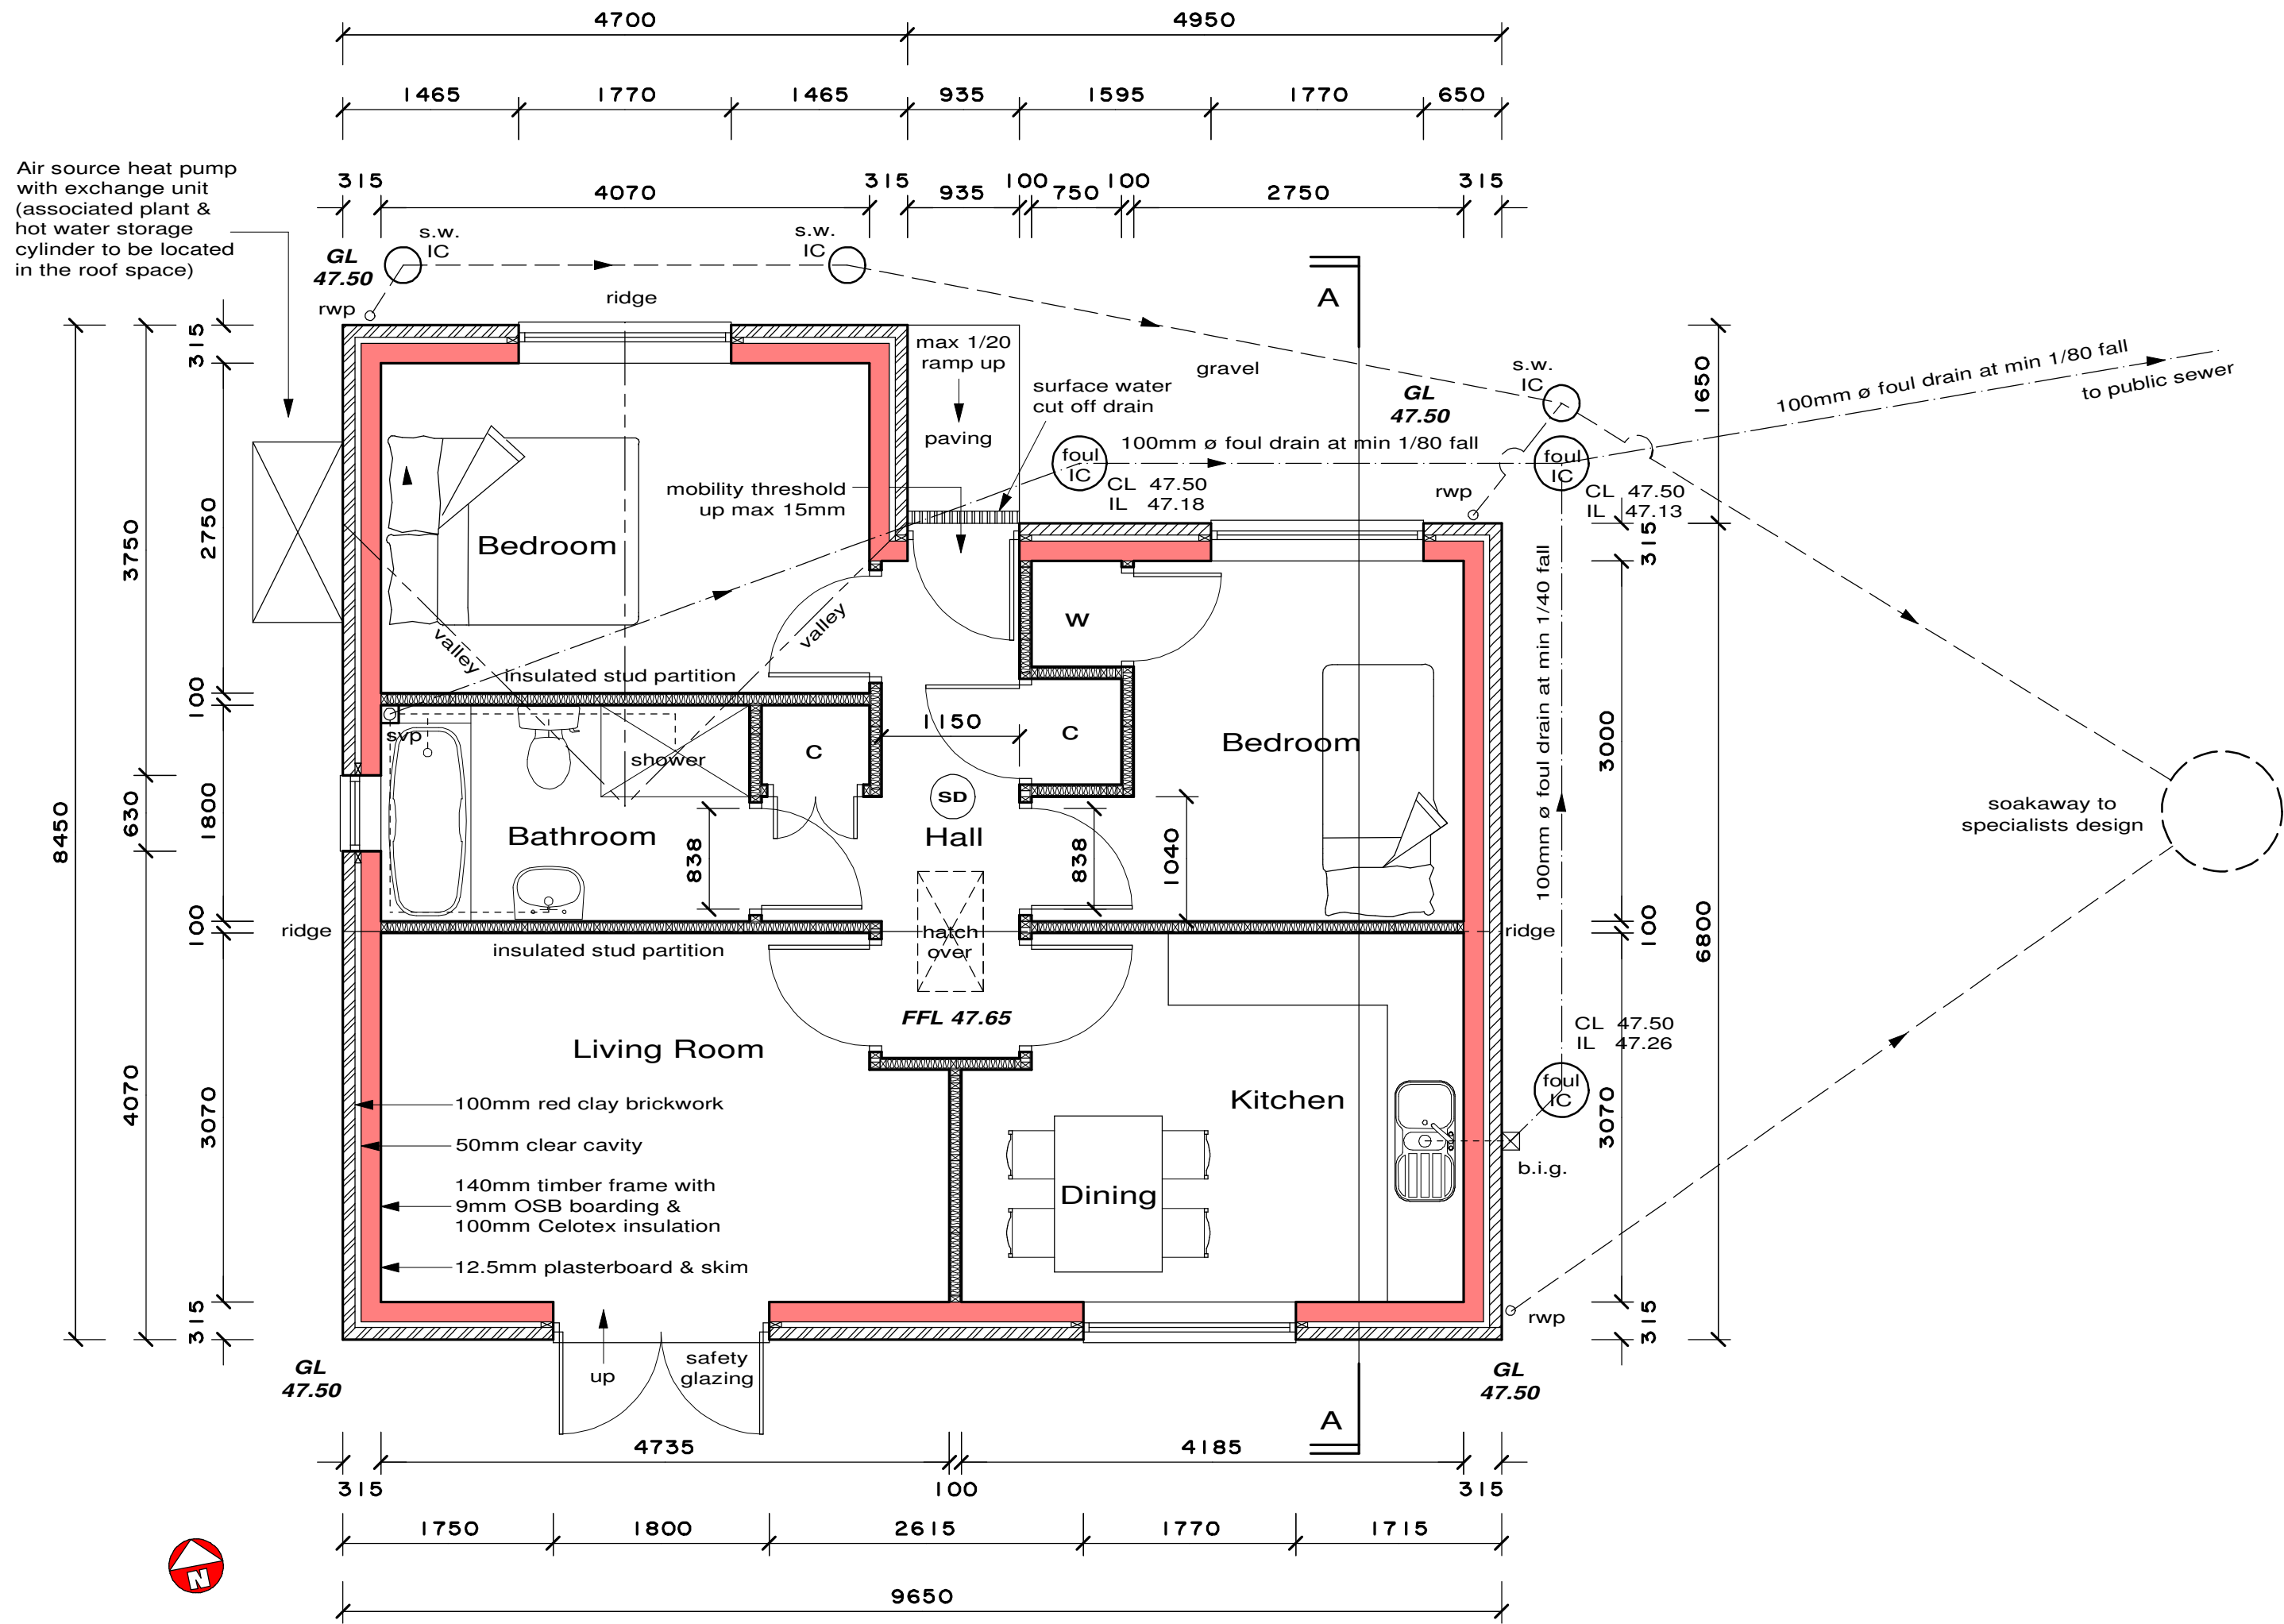 4700 4950
1465 1770 1465 935 1595 1770 650
315 4070 315 935 100 750 100 2750 315
Air source heat pump
with exchange unit
(associated plant &
hot water storage
cylinder to be located
in the roof space)
GL
47.50
s.w.
IC
s.w.
IC
rwp
ridge
A
max 1/20
ramp up
paving
surface water
cut off drain
gravel
GL
47.50
s.w.
IC
100mm ø foul drain at min 1/80 fall
to public sewer
foul
IC
100mm ø foul drain at min 1/80 fall
CL 47.50
IL 47.18
foul
IC
CL 47.50
IL 47.13
rwp
mobility threshold
up max 15mm
Bedroom
valley
valley
insulated stud partition
W
C
1150
Bedroom
svp
shower
C
SD
Bathroom
838
Hall
838
1040
100mm ø foul drain at min 1/40 fall
soakaway to
specialists design
ridge
insulated stud partition
hatch
over
ridge
FFL 47.65
Living Room
CL 47.50
IL 47.26
foul
IC
100mm red clay brickwork
50mm clear cavity
140mm timber frame with
9mm OSB boarding &
100mm Celotex insulation
12.5mm plasterboard & skim
Kitchen
Dining
b.i.g.
rwp
up
safety
glazing
GL
47.50
GL
47.50
A
8450
3750
630
4070
315
2750
100
1800
100
3070
315
315
3000
100
3070
315
1650
6800
4735 4185
315 100 315
1750 1800 2615 1770 1715
9650
N